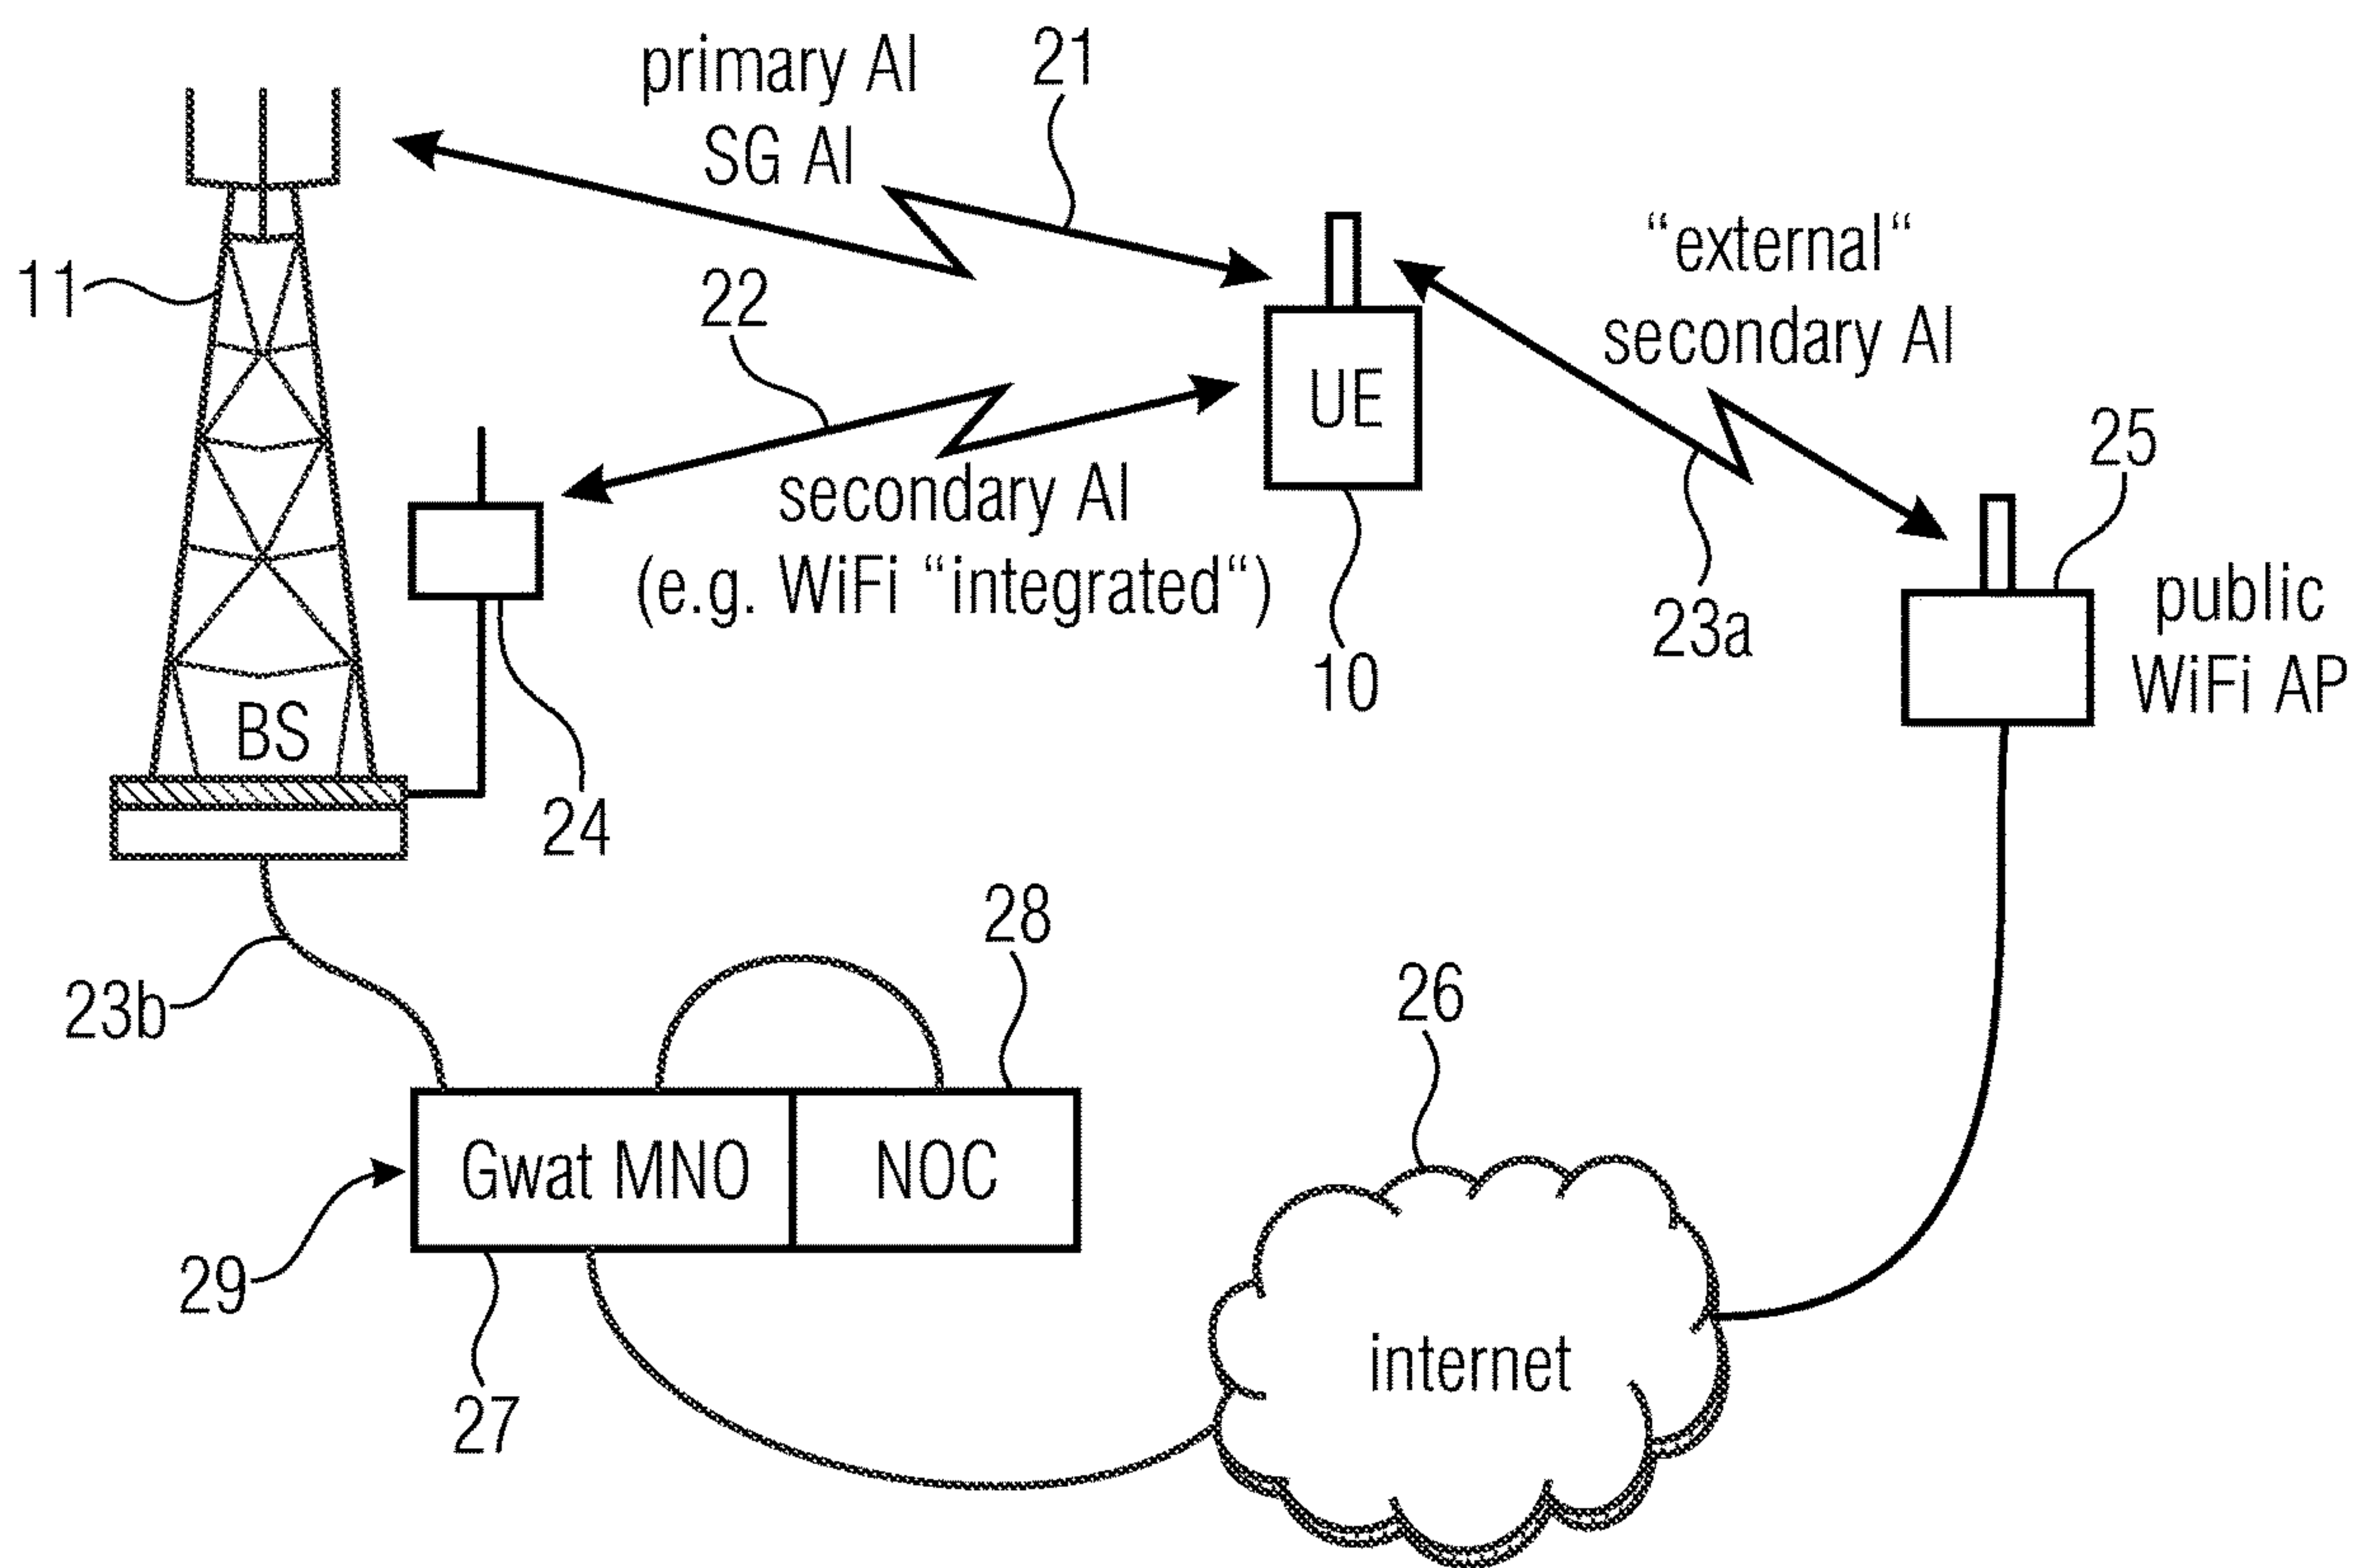 primary AI
SG AI
21
11
22
"external"
secondary AI
UE
25
secondary AI
(e.g. WiFi "integrated")
23a
10
public
WiFi AP
BS
24
28
23b
26
Gwat MNO
NOC
29
27
internet